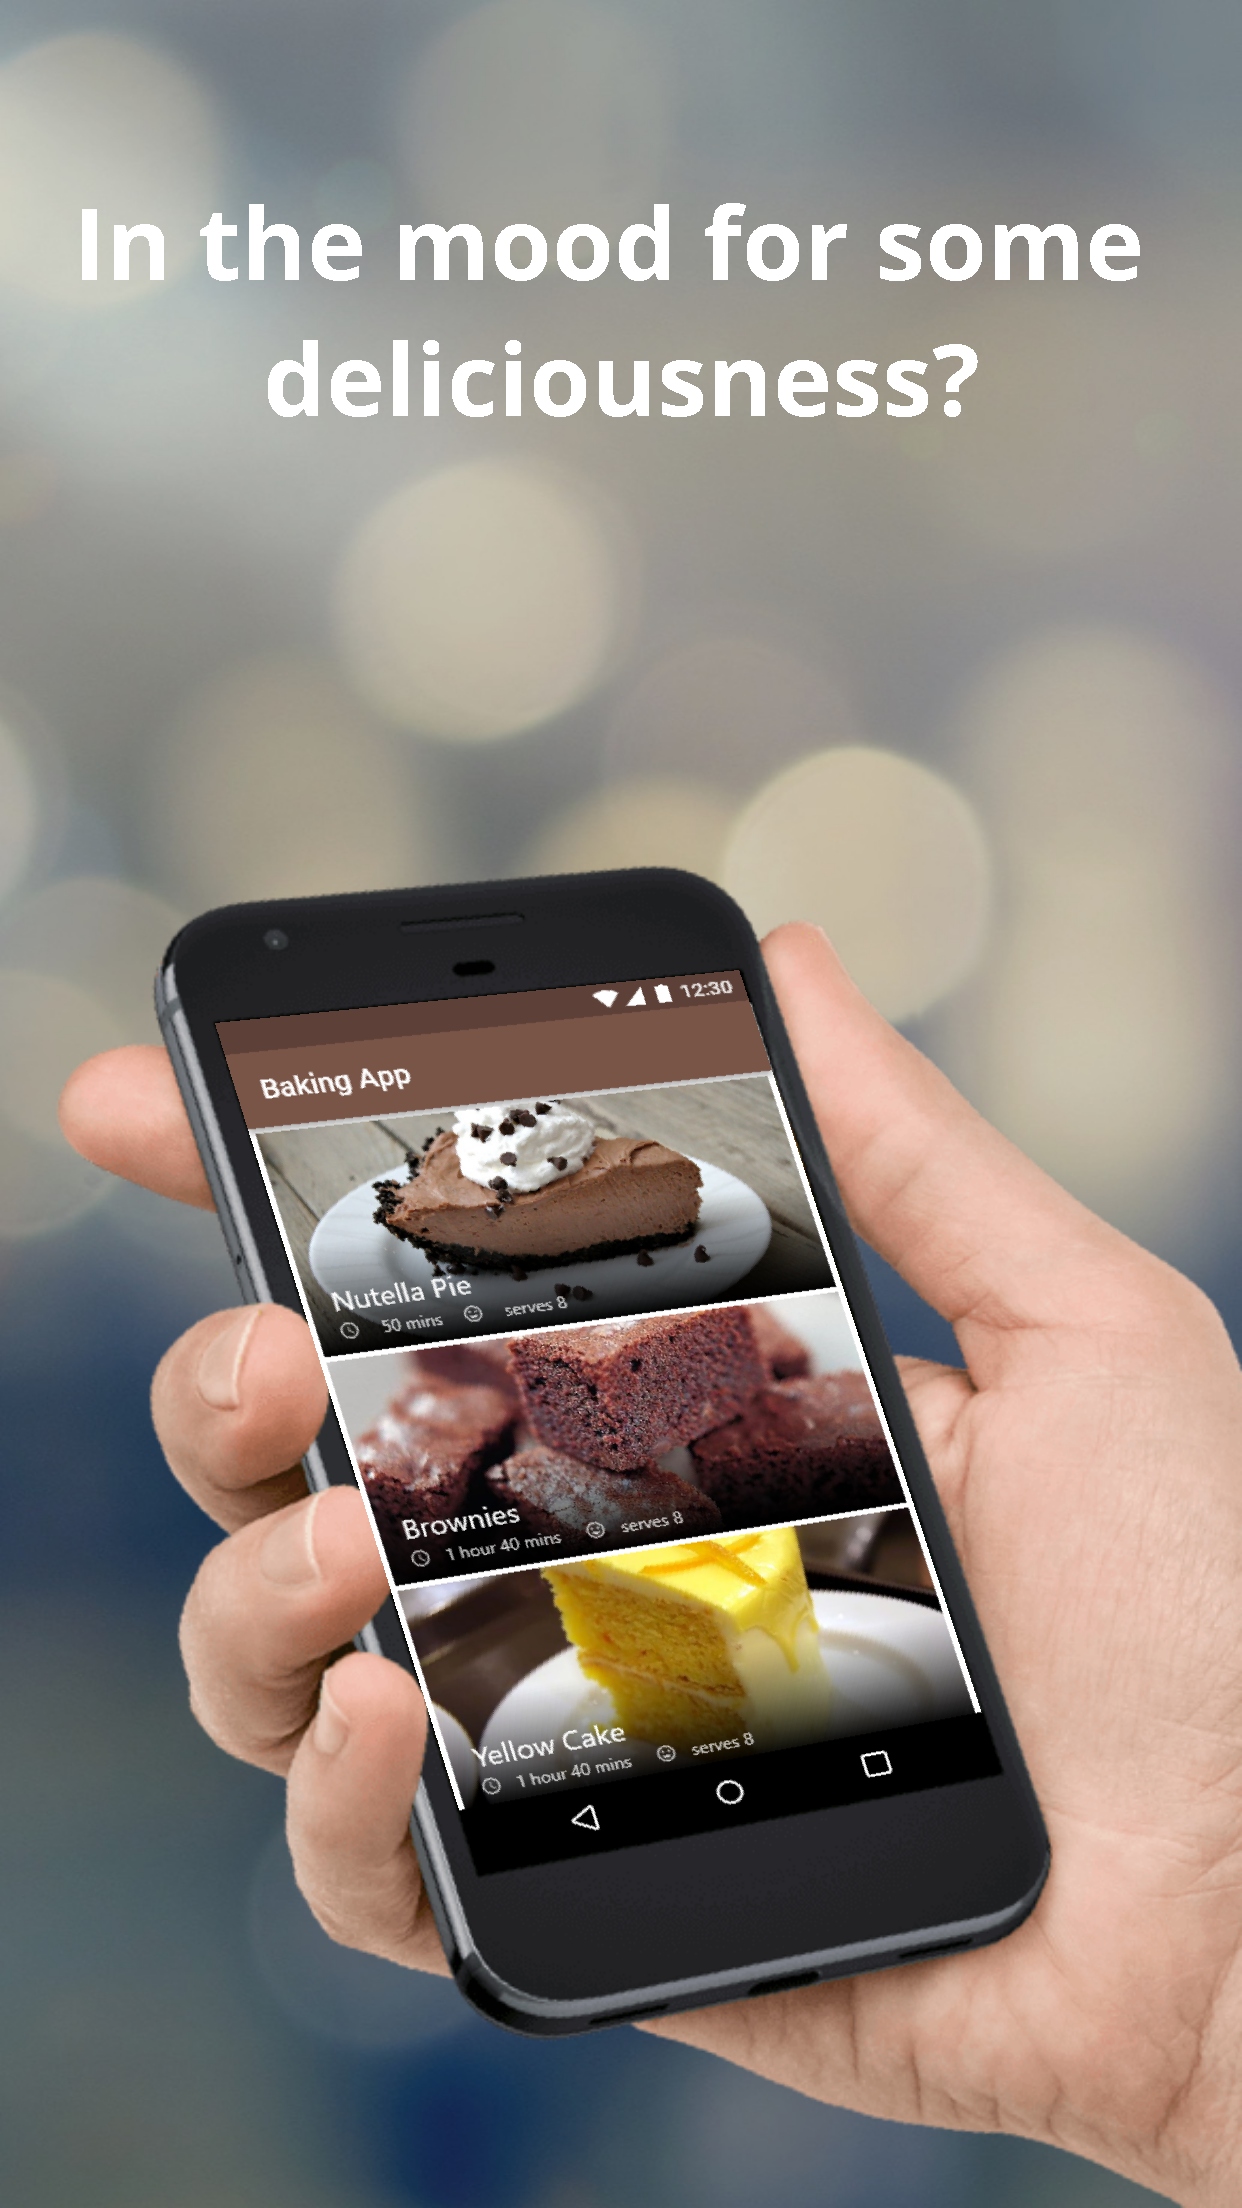 In the mood for some
deliciousness?
12:30
Baking App
Nutella Pie
50 mins serves 8
Brownies
1 hour 40 mins serves 8
Yellow Cake
1 hour 40 mins serves 8